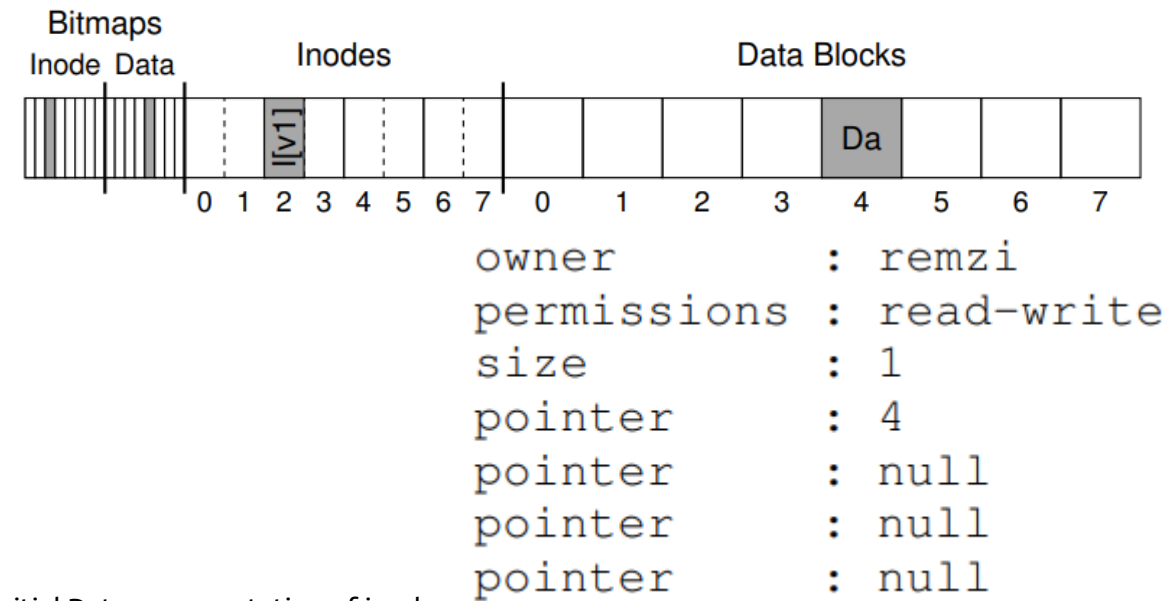 Bitmaps
Inode Data Inodes Data Blocks
I[v1] Da
0 1 2 3 4 5 6 7 0 1 2 3 4 5 6 7
owner : remzi
permissions : read-write
size : 1
pointer : 4
pointer : null
pointer : null
pointer : null